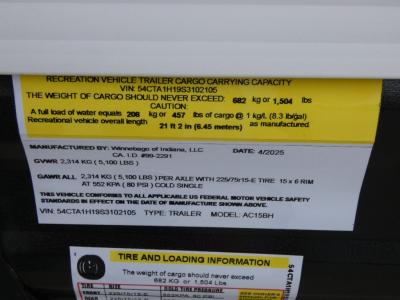 RECREATION VEHICLE TRAILER CARGO CARRYING CAPACITY
VIN: 54CTA1H19S3102105
THE WEIGHT OF CARGO SHOULD NEVER EXCEED: 682 kg or 1,504 lbs
CAUTION:
A full load of water equals 208 kg or 457 lbs of cargo @ 1 kg/L (8.3 lb/gal)
Recreational vehicle overall length 21 ft 2 in (6.45 meters) as manufactured.
MANUFACTURED BY: Winnebago of Indiana, LLC 4/2025
CA. I.D #99-2291
GVWR: 2,314 KG ( 5,100 LBS )
GAWR ALL 2,314 KG ( 5,100 LBS ) PER AXLE WITH 225/75/15-E TIRE 15 x 6 RIM
AT 552 KPA ( 80 PSI ) COLD SINGLE
THIS VEHICLE CONFORMS TO ALL APPLICABLE US FEDERAL MOTOR VEHICLE SAFETY
STANDARDS IN EFFECT ON THE DATE OF MANUFACTURE SHOWN ABOVE.
VIN: 54CTA1H19S3102105 TYPE: TRAILER MODEL: AC15BH
TIRE AND LOADING INFORMATION
The weight of cargo should never exceed
682 KG or 1,504 LBS
TIRE SIZE COLD TIRE PRESSURE
54CTA1H